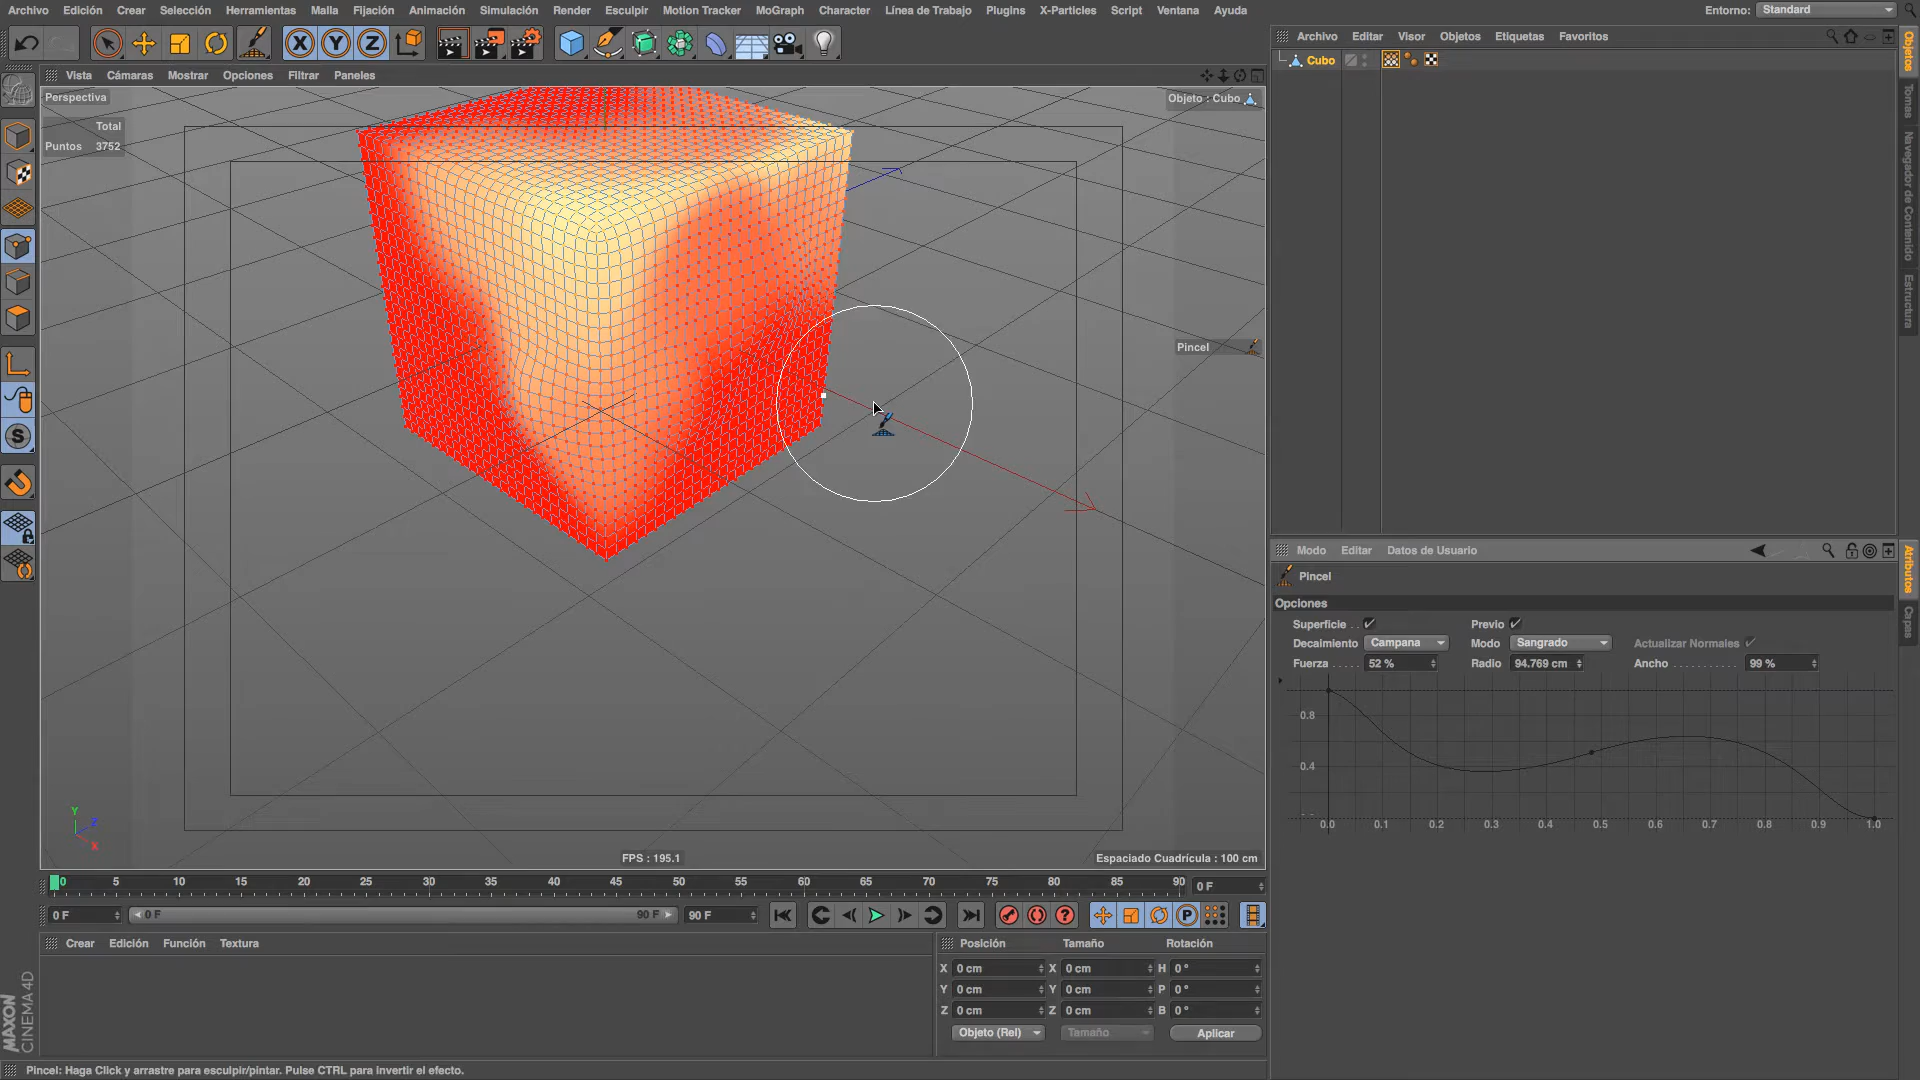 Archivo Edición Crear Selección Herramientas Malla Fijación Animación Simulación Render Esculpir Motion Tracker MoGraph Character Línea de Trabajo Plugins X-Particles Script Ventana Ayuda Entorno: Standard
Archivo Editar Visor Objetos Etiquetas Favoritos
Cubo
Objetos
Tomas
Navegador de Contenido
Estructura
Vista Cámaras Mostrar Opciones Filtrar Paneles
Perspectiva
Objeto : Cubo
Total
Puntos 3752
Pincel
Y
Z
X
FPS : 195.1
Espaciado Cuadrícula : 100 cm
Modo Editar Datos de Usuario
Atributos
Capas
Pincel
Opciones
Superficie . . Previo
Decaimiento Campana Modo Sangrado Actualizar Normales
Fuerza . . . . . 52 % Radio 94.769 cm Ancho . . . . . . . . . 99 %
0.8
0.4
0.0 0.1 0.2 0.3 0.4 0.5 0.6 0.7 0.8 0.9 1.0
0 5 10 15 20 25 30 35 40 45 50 55 60 65 70 75 80 85 90 0 F
0 F 0 F 90 F 90 F
P
Crear Edición Función Textura
Posición Tamaño Rotación
X 0 cm X 0 cm H 0 °
Y 0 cm Y 0 cm P 0 °
Z 0 cm Z 0 cm B 0 °
Objeto (Rel) Tamaño Aplicar
MAXON
CINEMA 4D
Pincel: Haga Click y arrastre para esculpir/pintar. Pulse CTRL para invertir el efecto.